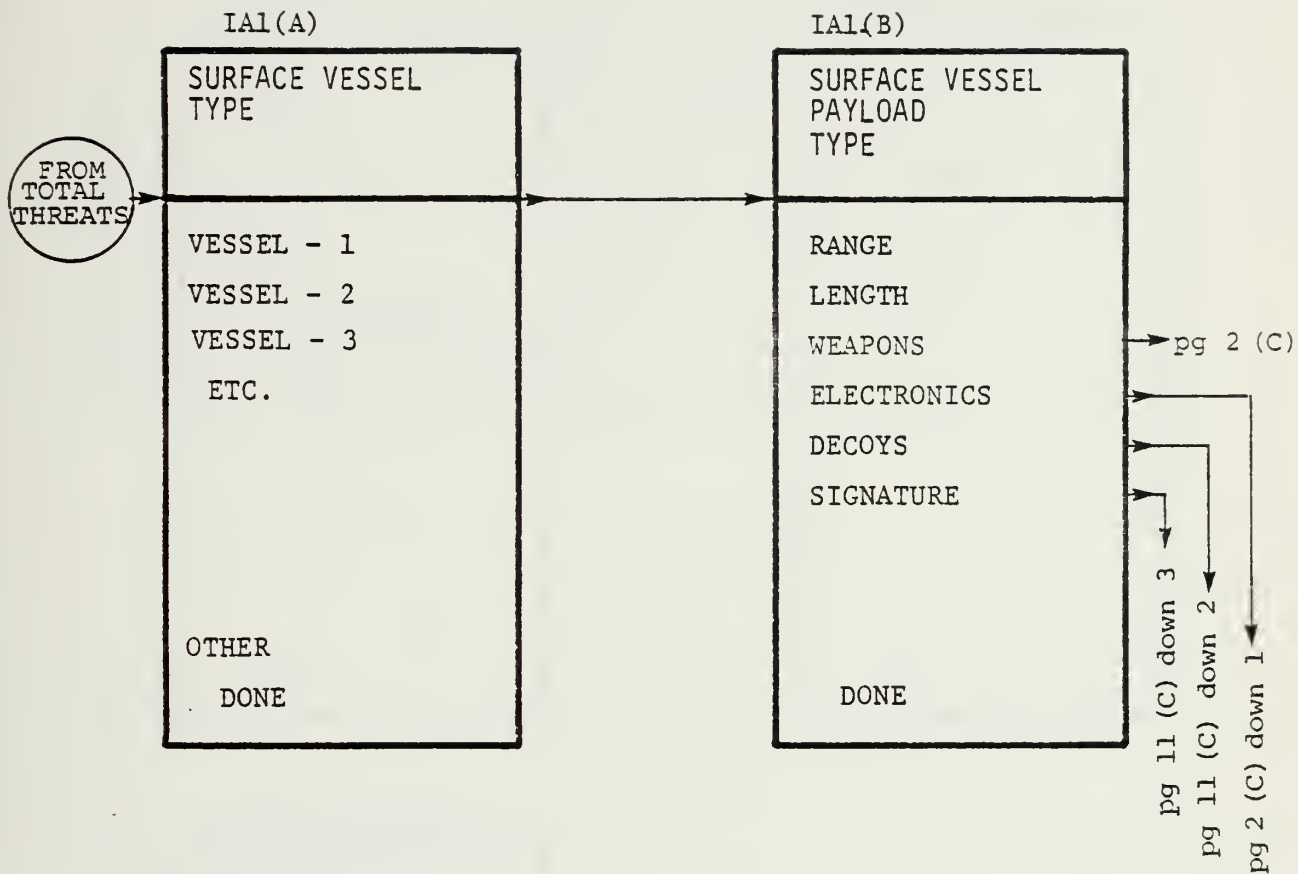 IA1(A)
SURFACE VESSEL
TYPE
FROM
TOTAL
THREATS
VESSEL - 1
VESSEL - 2
VESSEL - 3
ETC.
OTHER
DONE
IA1(B)
SURFACE VESSEL
PAYLOAD
TYPE
RANGE
LENGTH
WEAPONS
ELECTRONICS
DECOYS
SIGNATURE
DONE
pg 2 (C)
pg 11 (C) down 3
pg 11 (C) down 2
pg 2 (C) down 1